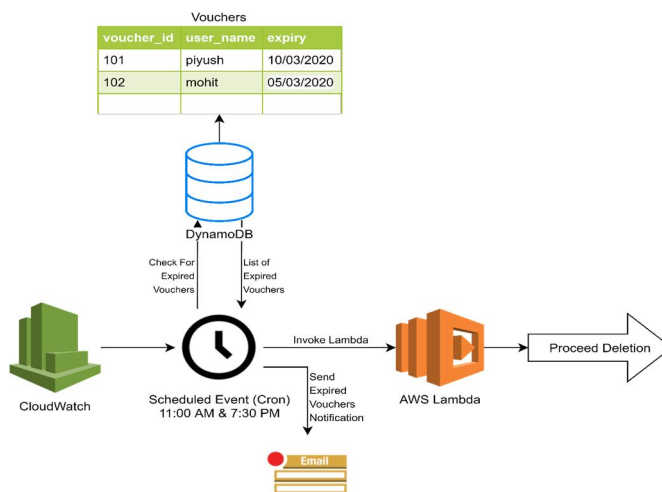 Vouchers
voucher_id user_name expiry
101 piyush 10/03/2020
102 mohit 05/03/2020
DynamoDB
Check For
Expired
Vouchers
List of
Expired
Vouchers
CloudWatch
Scheduled Event (Cron)
11:00 AM & 7:30 PM
Invoke Lambda
Send
Expired
Vouchers
Notification
AWS Lambda
Proceed Deletion
Email